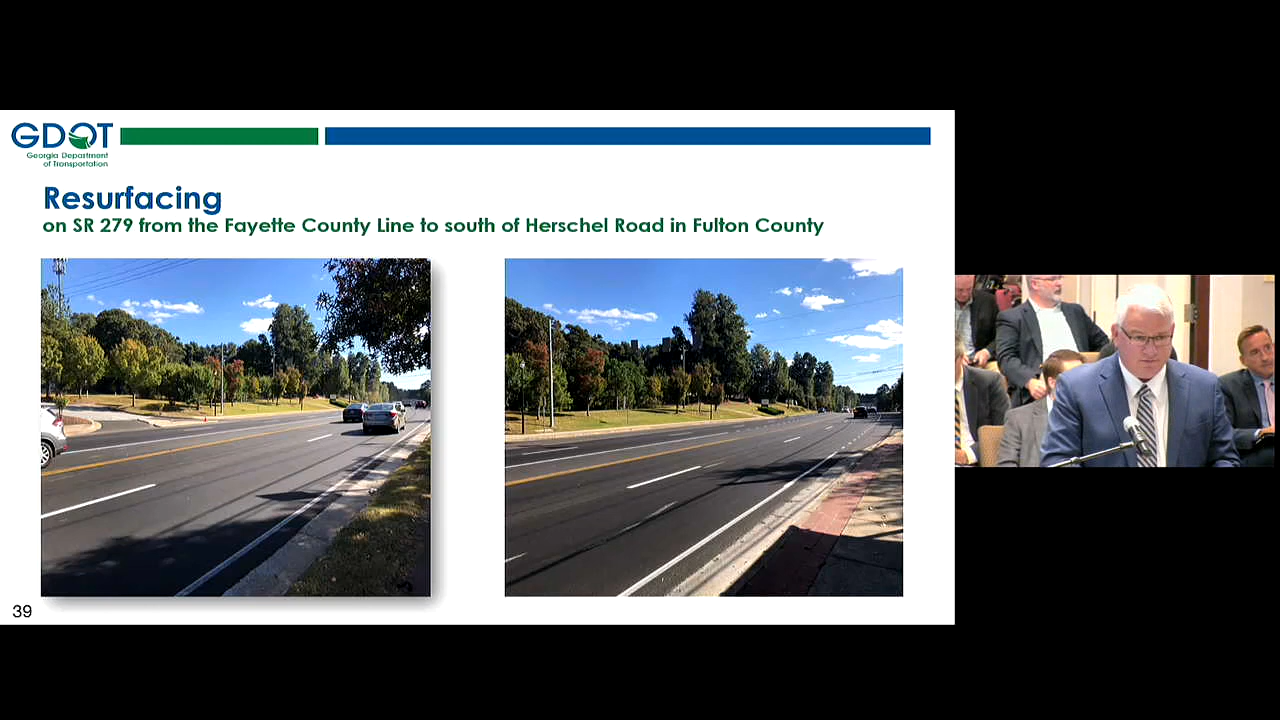 GDOT
Georgia Department
of Transportation
Resurfacing
on SR 279 from the Fayette County Line to south of Herschel Road in Fulton County
39